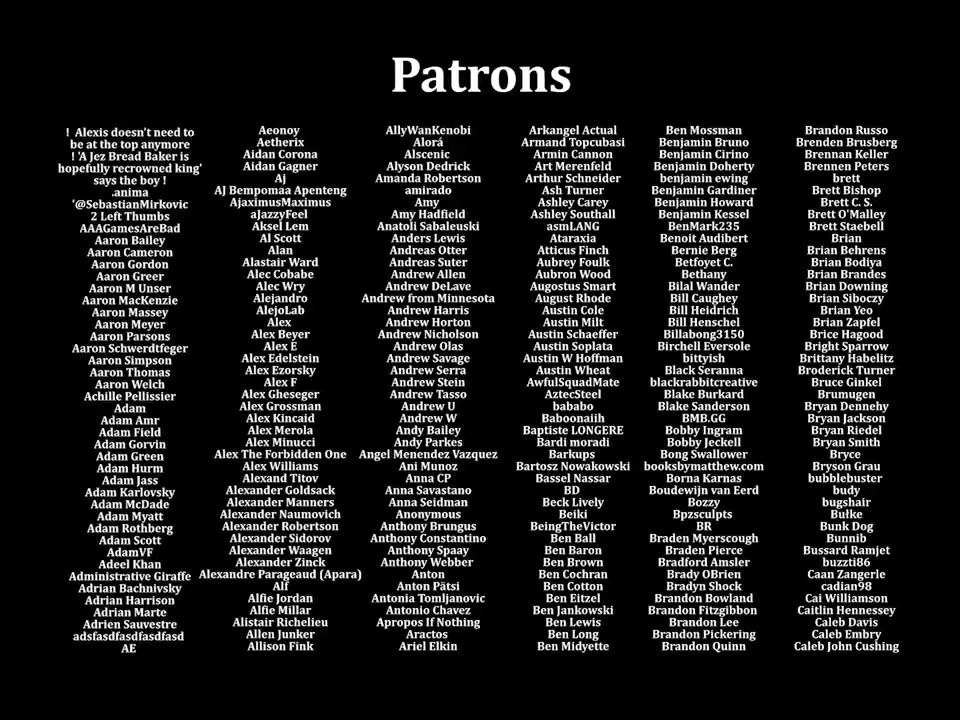 Patrons
! Alexis doesn't need to
be at the top anymore
! 'A Jez Bread Baker is
hopefully recrowned king'
says the boy !
.anima
'@SebastianMirkovic
2 Left Thumbs
AAAGamesAreBad
Aaron Bailey
Aaron Cameron
Aaron Gordon
Aaron Greer
Aaron M Unser
Aaron MacKenzie
Aaron Massey
Aaron Meyer
Aaron Parsons
Aaron Schwerdtfeger
Aaron Simpson
Aaron Thomas
Aaron Welch
Achille Pellissier
Adam
Adam Amr
Adam Field
Adam Gorvin
Adam Green
Adam Hurm
Adam Jass
Adam Karlovsky
Adam McDade
Adam Myatt
Adam Rothberg
Adam Scott
AdamVF
Adeel Khan
Administrative Giraffe
Adrian Bachnivsky
Adrian Harrison
Adrian Marte
Adrien Sauvestre
adsfasdfasdfasdfasd
AE
Aeonoy
Aetherix
Aidan Corona
Aidan Gagner
Aj
AJ Bempomaa Apenteng
AjaximusMaximus
aJazzyFeel
Aksel Lem
Al Scott
Alan
Alastair Ward
Alec Cobabe
Alec Wry
Alejandro
AlejoLab
Alex
Alex Beyer
Alex E
Alex Edelstein
Alex Ezorsky
Alex F
Alex Gheseger
Alex Grossman
Alex Kincaid
Alex Merola
Alex Minucci
Alex The Forbidden One
Alex Williams
Alexand Titov
Alexander Goldsack
Alexander Manners
Alexander Naumovich
Alexander Robertson
Alexander Sidorov
Alexander Waagen
Alexander Zinck
Alexandre Parageaud (Apara)
Alf
Alfie Jordan
Alfie Millar
Alistair Richelieu
Allen Junker
Allison Fink
AllyWanKenobi
Alorá
Alscenic
Alyson Dedrick
Amanda Robertson
amirado
Amy
Amy Hadfield
Anatoli Sabaleuski
Anders Lewis
Andreas Otter
Andreas Suter
Andrew Allen
Andrew DeLave
Andrew from Minnesota
Andrew Harris
Andrew Horton
Andrew Nicholson
Andrew Olas
Andrew Savage
Andrew Serra
Andrew Stein
Andrew Tasso
Andrew U
Andrew W
Andy Bailey
Andy Parkes
Angel Menendez Vazquez
Ani Munoz
Anna CP
Anna Savastano
Anna Seidman
Anonymous
Anthony Brungus
Anthony Constantino
Anthony Spaay
Anthony Webber
Anton
Anton Pätsi
Antonia Tomljanovic
Antonio Chavez
Apropos If Nothing
Aractos
Ariel Elkin
Arkangel Actual
Armand Topcubasi
Armin Cannon
Art Merenfeld
Arthur Schneider
Ash Turner
Ashley Carey
Ashley Southall
asmLANG
Ataraxia
Atticus Finch
Aubrey Foulk
Aubron Wood
Augostus Smart
August Rhode
Austin Cole
Austin Milt
Austin Schaeffer
Austin Soplata
Austin W Hoffman
Austin Wheat
AwfulSquadMate
AztecSteel
bababo
Baboonaiih
Baptiste LONGERE
Bardi moradi
Barkups
Bartosz Nowakowski
Bassel Nassar
BD
Beck Lively
Beiki
BeingTheVictor
Ben Ball
Ben Baron
Ben Brown
Ben Cochran
Ben Cotton
Ben Eitzel
Ben Jankowski
Ben Lewis
Ben Long
Ben Midyette
Ben Mossman
Benjamin Bruno
Benjamin Cirino
Benjamin Doherty
benjamin ewing
Benjamin Gardiner
Benjamin Howard
Benjamin Kessel
BenMark235
Benoit Audibert
Bernie Berg
Betfoyet C.
Bethany
Bilal Wander
Bill Caughey
Bill Heidrich
Bill Henschel
Billabong3150
Birchell Eversole
bittyish
Black Seranna
blackrabbitcreative
Blake Burkard
Blake Sanderson
BMB.GG
Bobby Ingram
Bobby Jeckell
Bong Swallower
booksbymatthew.com
Borna Karnas
Boudewijn van Eerd
Bozzy
Bpzsculpts
BR
Braden Myerscough
Braden Pierce
Bradford Amsler
Brady OBrien
Bradyn Shock
Brandon Bowland
Brandon Fitzgibbon
Brandon Lee
Brandon Pickering
Brandon Quinn
Brandon Russo
Brenden Brusberg
Brennan Keller
Brennen Peters
brett
Brett Bishop
Brett C. S.
Brett O'Malley
Brett Staebell
Brian
Brian Behrens
Brian Bodlya
Brian Brandes
Brian Downing
Brian Siboczy
Brian Yeo
Brian Zapfel
Brice Hagood
Bright Sparrow
Brittany Habelitz
Broderick Turner
Bruce Ginkel
Brumugen
Bryan Dennehy
Bryan Jackson
Bryan Riedel
Bryan Smith
Bryce
Bryson Grau
bubblebuster
budy
bugshair
Bułke
Bunk Dog
Bunnib
Bussard Ramjet
buzzti86
Caan Zangerle
cadian98
Cai Williamson
Caitlin Hennessey
Caleb Davis
Caleb Embry
Caleb John Cushing